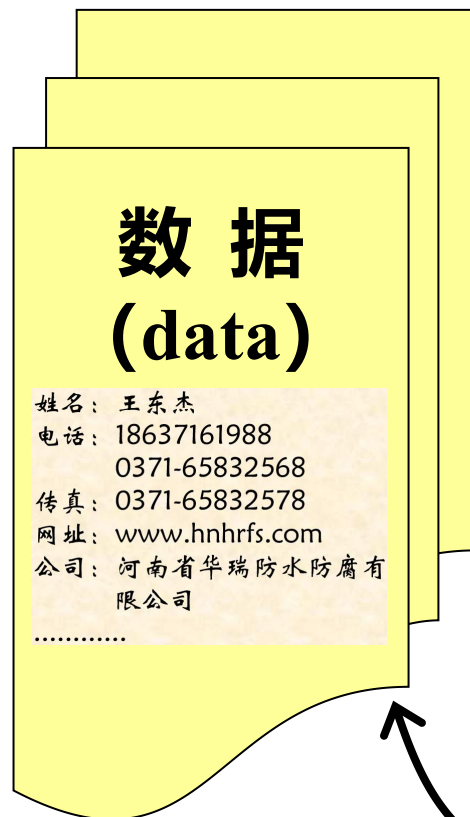 数 据
(data)
姓名：王东杰
电话：18637161988
0371-65832568
传真：0371-65832578
网址：www.hnhrfs.com
公司：河南省华瑞防水防腐有
限公司
............